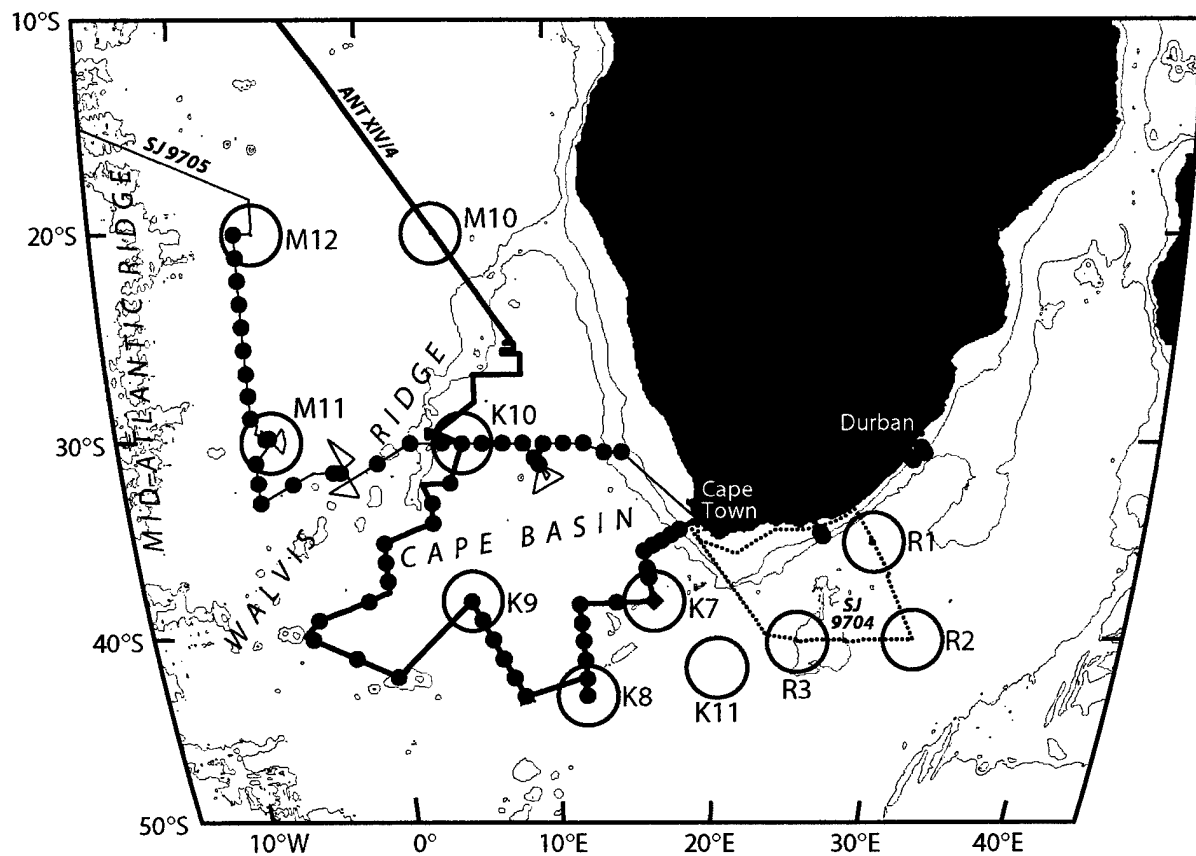 10°S
ANT XIV/4
SJ 9705
MID-ATLANTIC RIDGE
20°S
M12
M10
WALVIS RIDGE
M11
K10
30°S
Durban
Cape
Town
CAPE BASIN
R1
K9
K7
SJ
9704
40°S
R2
K8
R3
K11
50°S
10°W
0°
10°E
20°E
30°E
40°E